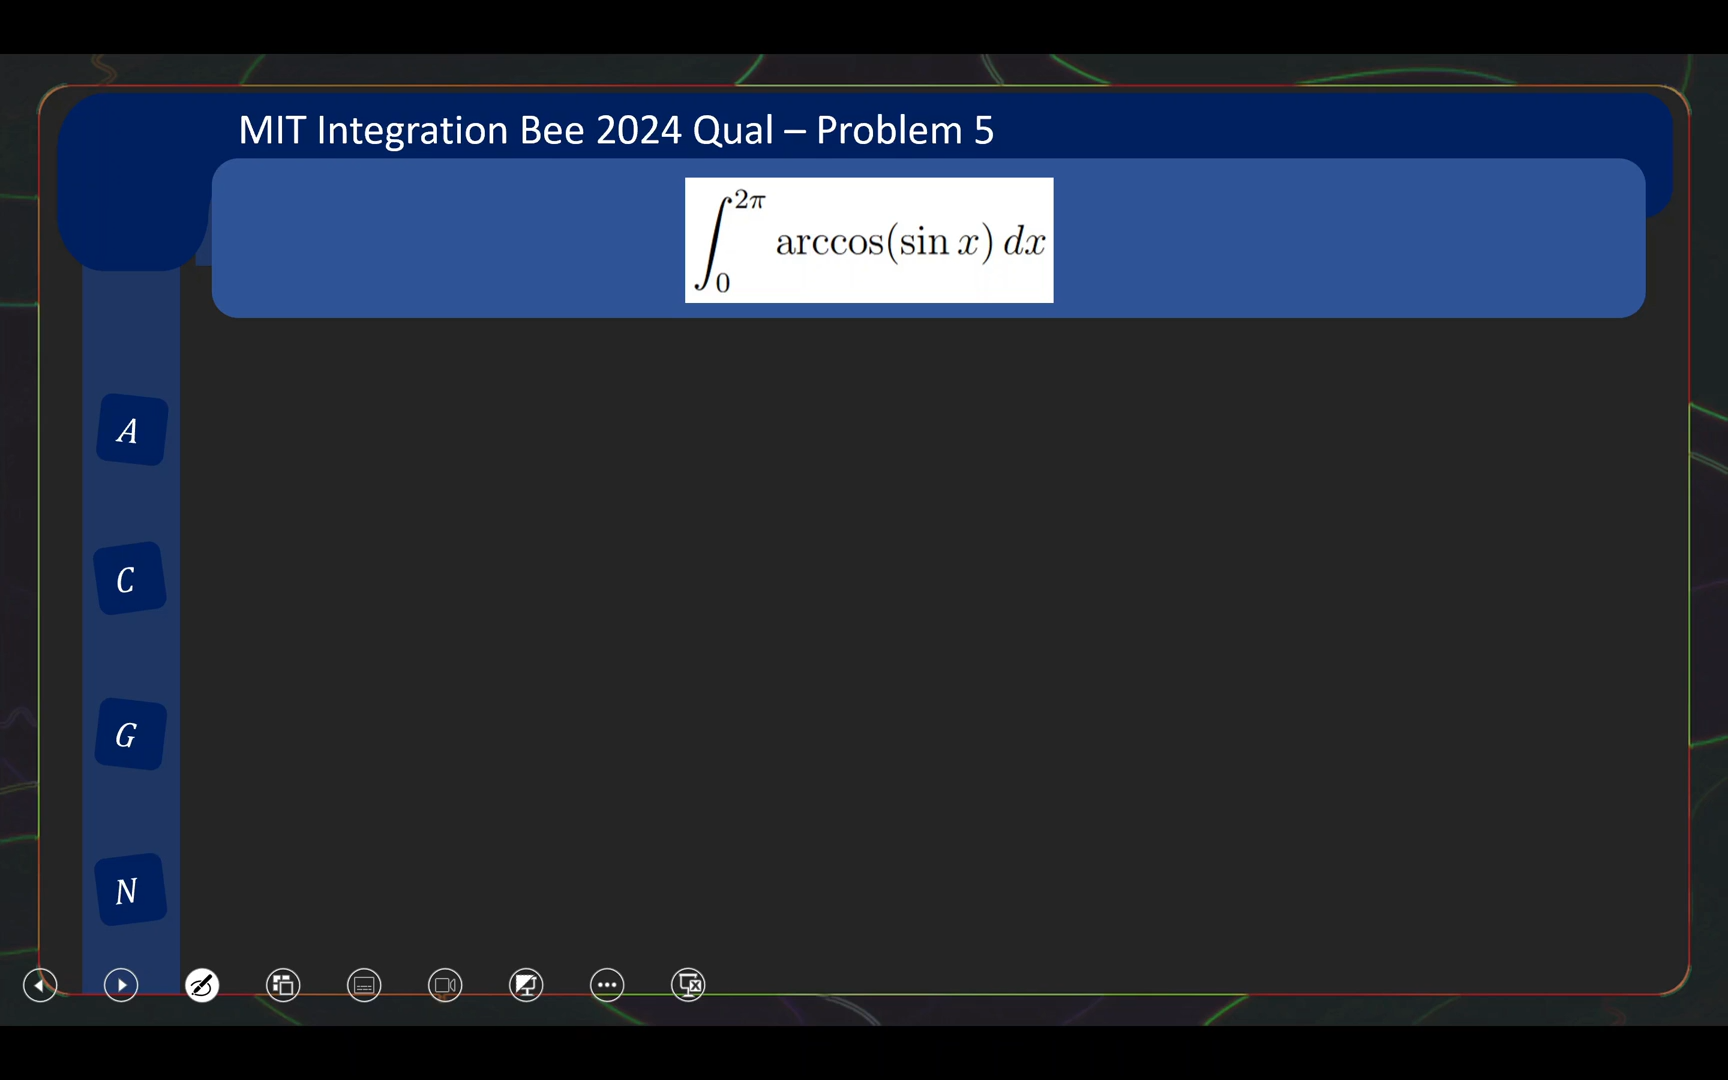 MIT Integration Bee 2024 Qual – Problem 5
∫₀^{2π} arccos(sin x) dx
A
C
G
N